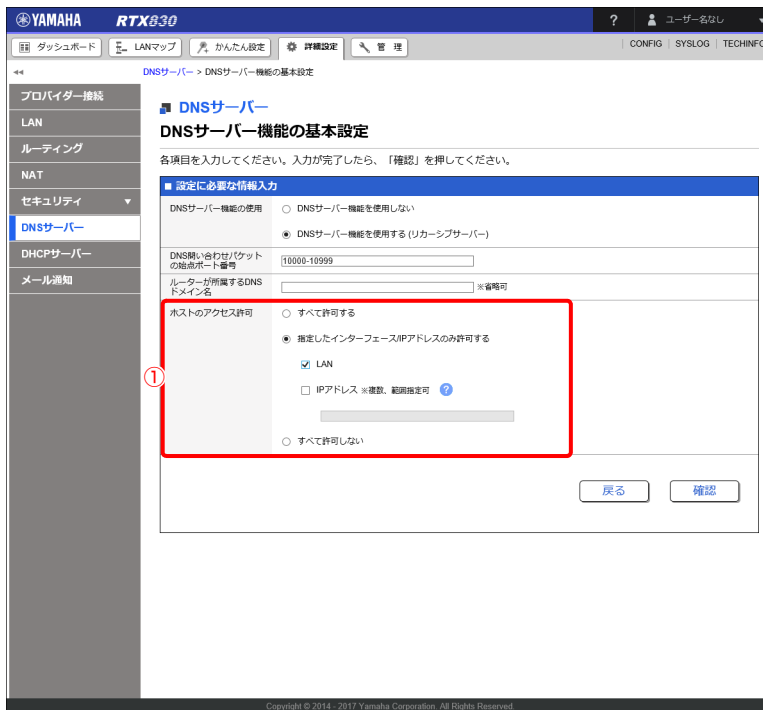 YAMAHA RTX830 ? ユーザー名なし
ダッシュボード LANマップ かんたん設定 詳細設定 管 理 CONFIG SYSLOG TECHINFO
DNSサーバー > DNSサーバー機能の基本設定
プロバイダー接続
LAN
ルーティング
NAT
セキュリティ
DNSサーバー
DHCPサーバー
メール通知
DNSサーバー
DNSサーバー機能の基本設定
各項目を入力してください。入力が完了したら、「確認」を押してください。
■ 設定に必要な情報入力
DNSサーバー機能の使用 DNSサーバー機能を使用しない
DNSサーバー機能を使用する (リカーシブサーバー)
DNS問い合わせパケット
の始点ポート番号
10000-10999
ルーターが所属するDNS
ドメイン名
※省略可
ホストのアクセス許可 すべて許可する
指定したインターフェース/IPアドレスのみ許可する
LAN
①
IPアドレス ※複数、範囲指定可 ?
すべて許可しない
戻る 確認
Copyright © 2014 - 2017 Yamaha Corporation. All Rights Reserved.